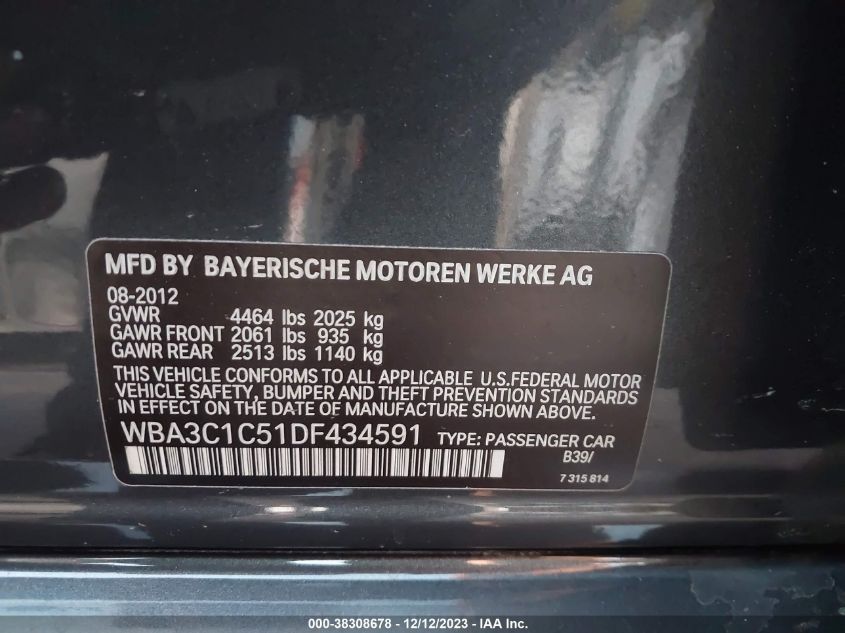 MFD BY BAYERISCHE MOTOREN WERKE AG
08-2012
GVWR 4464 lbs 2025 kg
GAWR FRONT 2061 lbs 935 kg
GAWR REAR 2513 lbs 1140 kg
THIS VEHICLE CONFORMS TO ALL APPLICABLE U.S.FEDERAL MOTOR
VEHICLE SAFETY, BUMPER AND THEFT PREVENTION STANDARDS
IN EFFECT ON THE DATE OF MANUFACTURE SHOWN ABOVE.
WBA3C1C51DF434591 TYPE: PASSENGER CAR
B39/
7 315 814
000-38308678 - 12/12/2023 - IAA Inc.